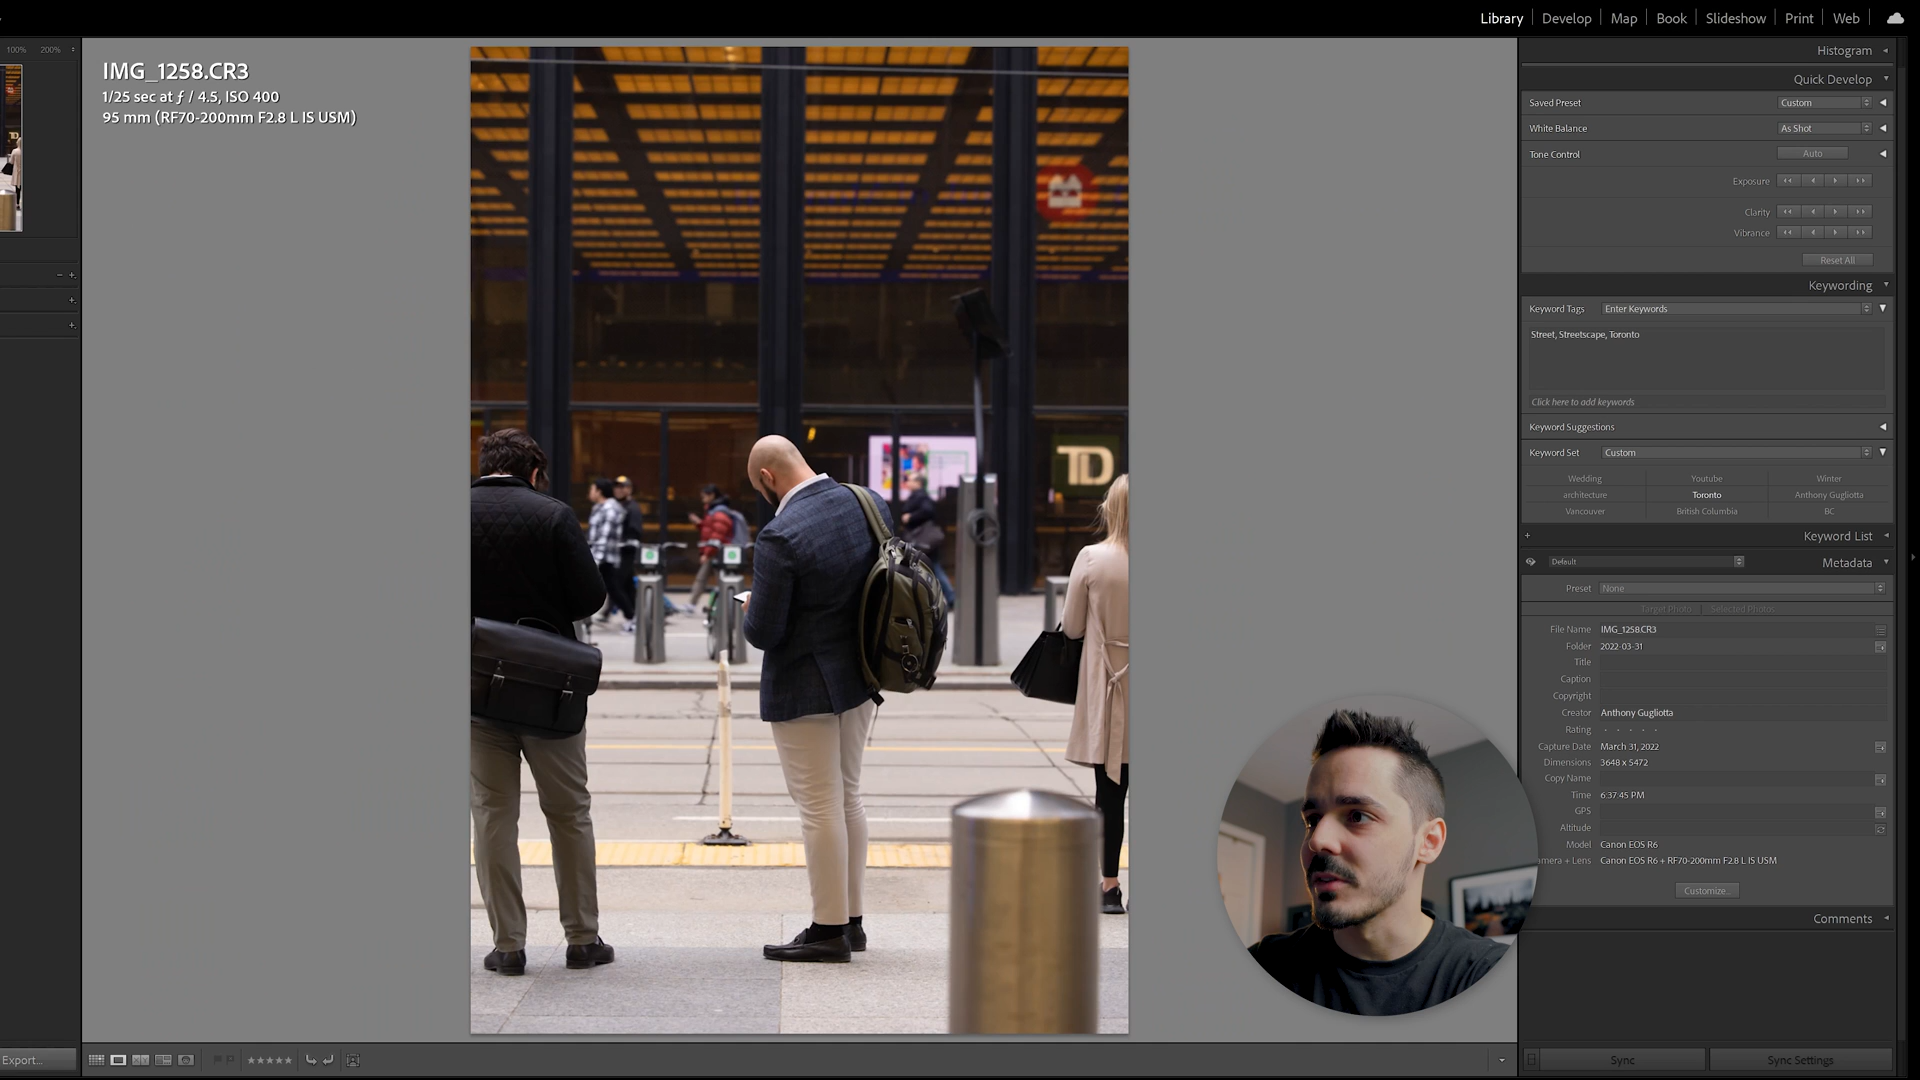 Library Develop Map Book Slideshow Print Web
100% 200%
IMG_1258.CR3
1/25 sec at ƒ / 4.5, ISO 400
95 mm (RF70-200mm F2.8 L IS USM)
TD
Histogram
Quick Develop
Saved Preset Custom
White Balance As Shot
Tone Control Auto
Exposure
Clarity
Vibrance
Reset All
Keywording
Keyword Tags Enter Keywords
Street, Streetscape, Toronto
Click here to add keywords
Keyword Suggestions
Keyword Set Custom
Wedding Youtube Winter
architecture Toronto Anthony Gugliotta
Vancouver British Columbia BC
+ Keyword List
Default Metadata
Preset None
Target Photo Selected Photos
File Name IMG_1258.CR3
Folder 2022-03-31
Title
Caption
Copyright
Creator Anthony Gugliotta
Rating
Capture Date March 31, 2022
Dimensions 3648 x 5472
Copy Name
Time 6:37:45 PM
GPS
Altitude
Model Canon EOS R6
amera + Lens Canon EOS R6 + RF70-200mm F2.8 L IS USM
Customize...
Comments
Export...
Sync Sync Settings